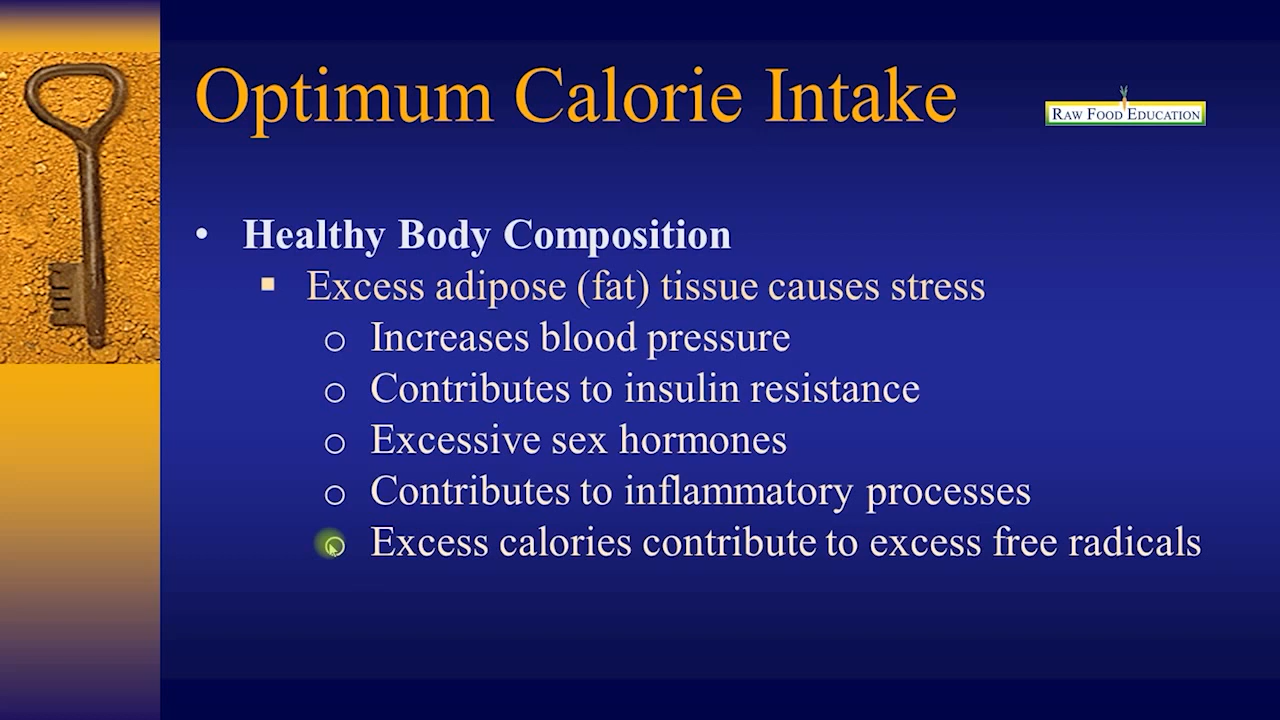 Optimum Calorie Intake
RAW FOOD EDUCATION
• Healthy Body Composition
▪ Excess adipose (fat) tissue causes stress
o Increases blood pressure
o Contributes to insulin resistance
o Excessive sex hormones
o Contributes to inflammatory processes
o Excess calories contribute to excess free radicals